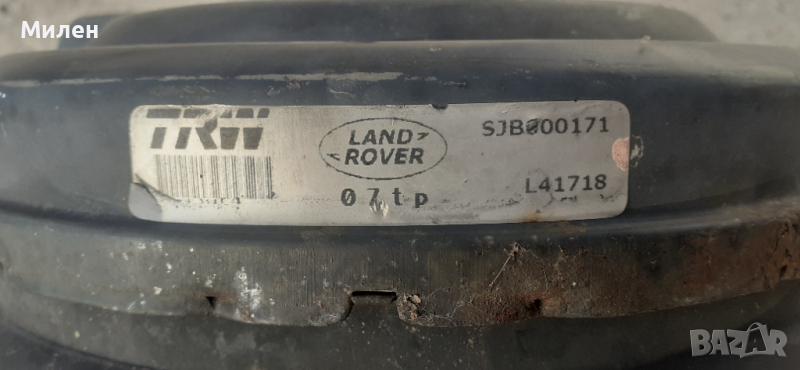 Милен
TRW
LAND
ROVER
SJB000171
07tp
L41718
BAZAR